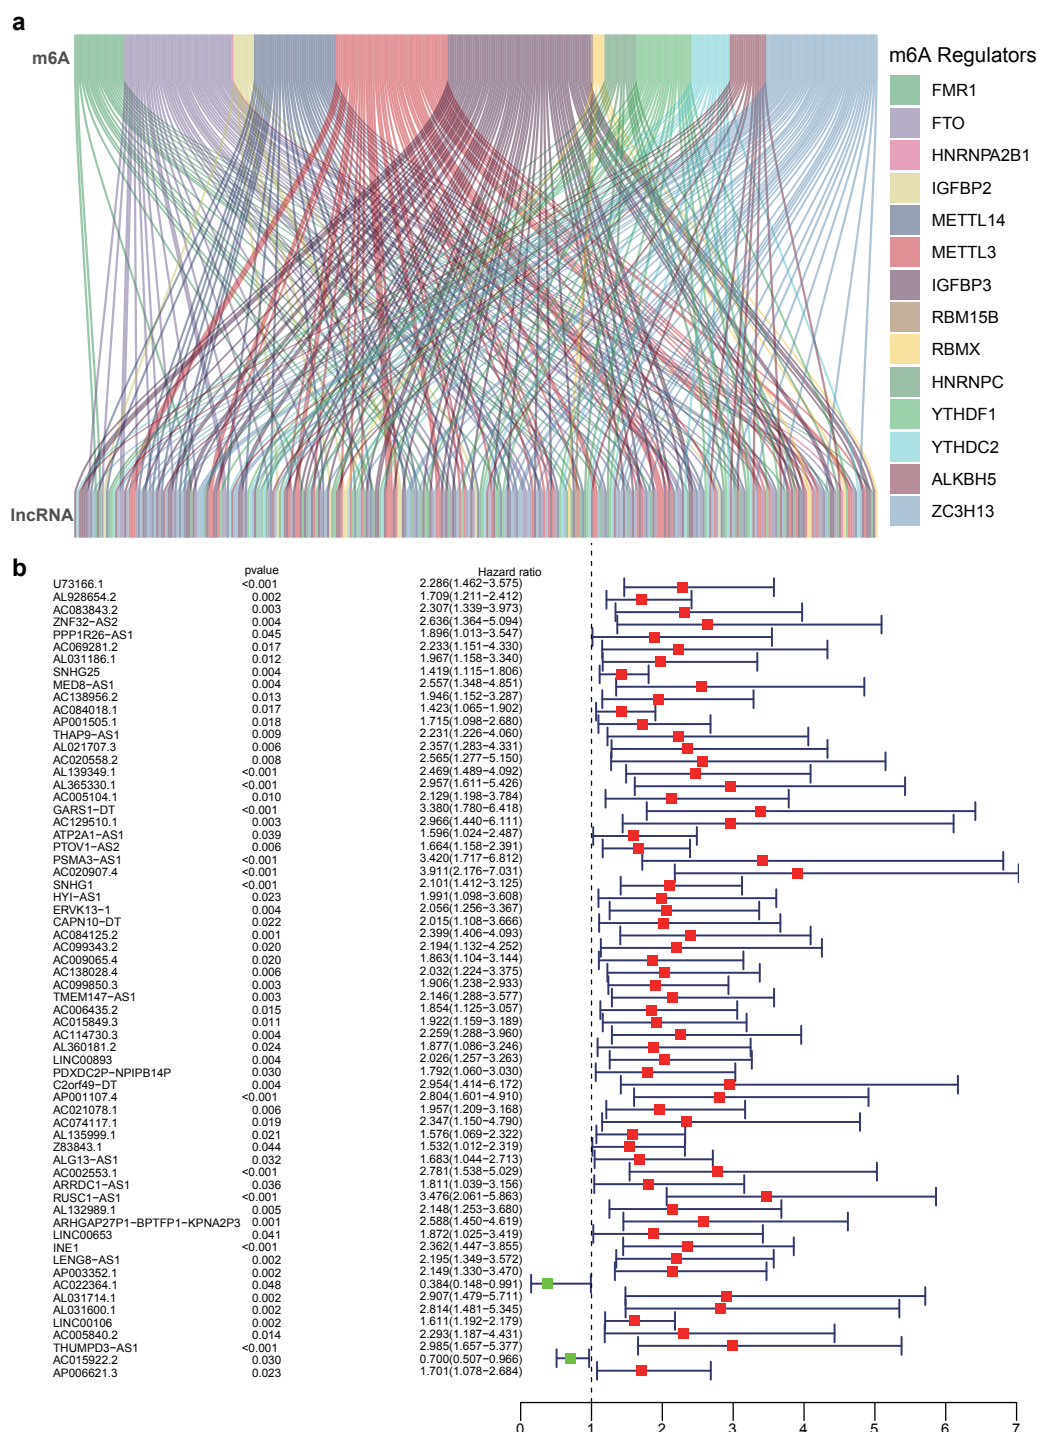 a
m6A
lncRNA
m6A Regulators
FMR1
FTO
HNRNPA2B1
IGFBP2
METTL14
METTL3
IGFBP3
RBM15B
RBMX
HNRNPC
YTHDF1
YTHDC2
ALKBH5
ZC3H13
b
pvalue Hazard ratio
U73166.1 <0.001 2.286(1.462−3.575)
AL928654.2 0.002 1.709(1.211−2.412)
AC083843.2 0.003 2.307(1.339−3.973)
ZNF32−AS2 0.004 2.636(1.364−5.094)
PPP1R26−AS1 0.045 1.896(1.013−3.547)
AC069281.2 0.017 2.233(1.151−4.330)
AL031186.1 0.012 1.967(1.158−3.340)
SNHG25 0.004 1.419(1.115−1.806)
MED8−AS1 0.004 2.557(1.348−4.851)
AC138956.2 0.013 1.946(1.152−3.287)
AC084018.1 0.017 1.423(1.065−1.902)
AP001505.1 0.018 1.715(1.098−2.680)
THAP9−AS1 0.009 2.231(1.226−4.060)
AL021707.3 0.006 2.357(1.283−4.331)
AC020558.2 0.008 2.565(1.277−5.150)
AL139349.1 <0.001 2.469(1.489−4.092)
AL365330.1 <0.001 2.957(1.611−5.426)
AC005104.1 0.010 2.129(1.198−3.784)
GARS1−DT <0.001 3.380(1.780−6.418)
AC129510.1 0.003 2.966(1.440−6.111)
ATP2A1−AS1 0.039 1.596(1.024−2.487)
PTOV1−AS2 0.006 1.664(1.158−2.391)
PSMA3−AS1 <0.001 3.420(1.717−6.812)
AC020907.4 <0.001 3.911(2.176−7.031)
SNHG1 <0.001 2.101(1.412−3.125)
HYI−AS1 0.023 1.991(1.098−3.608)
ERVK13−1 0.004 2.056(1.256−3.367)
CAPN10−DT 0.022 2.015(1.108−3.666)
AC084125.2 0.001 2.399(1.406−4.093)
AC099343.2 0.020 2.194(1.132−4.252)
AC009065.4 0.020 1.863(1.104−3.144)
AC138028.4 0.006 2.032(1.224−3.375)
AC099850.3 0.003 1.906(1.238−2.933)
TMEM147−AS1 0.003 2.146(1.288−3.577)
AC006435.2 0.015 1.854(1.125−3.057)
AC015849.3 0.011 1.922(1.159−3.189)
AC114730.3 0.004 2.259(1.288−3.960)
AL360181.2 0.024 1.877(1.086−3.246)
LINC00893 0.004 2.026(1.257−3.263)
PDXDC2P−NPIPB14P 0.030 1.792(1.060−3.030)
C2orf49−DT 0.004 2.954(1.414−6.172)
AP001107.4 <0.001 2.804(1.601−4.910)
AC021078.1 0.006 1.957(1.209−3.168)
AC074117.1 0.019 2.347(1.150−4.790)
AL135999.1 0.021 1.576(1.069−2.322)
Z83843.1 0.044 1.532(1.012−2.319)
ALG13−AS1 0.032 1.683(1.044−2.713)
AC002553.1 <0.001 2.781(1.538−5.029)
ARRDC1−AS1 0.036 1.811(1.039−3.156)
RUSC1−AS1 <0.001 3.476(2.061−5.863)
AL132989.1 0.005 2.148(1.253−3.680)
ARHGAP27P1−BPTFP1−KPNA2P3 0.001 2.588(1.450−4.619)
LINC00653 0.041 1.872(1.025−3.419)
INE1 <0.001 2.362(1.447−3.855)
LENG8−AS1 0.002 2.195(1.349−3.572)
AP003352.1 0.002 2.149(1.330−3.470)
AC022364.1 0.048 0.384(0.148−0.991)
AL031714.1 0.002 2.907(1.479−5.711)
AL031600.1 0.002 2.814(1.481−5.345)
LINC00106 0.002 1.611(1.192−2.179)
AC005840.2 0.014 2.293(1.187−4.431)
THUMPD3−AS1 <0.001 2.985(1.657−5.377)
AC015922.2 0.030 0.700(0.507−0.966)
AP006621.3 0.023 1.701(1.078−2.684)
0 1 2 3 4 5 6 7